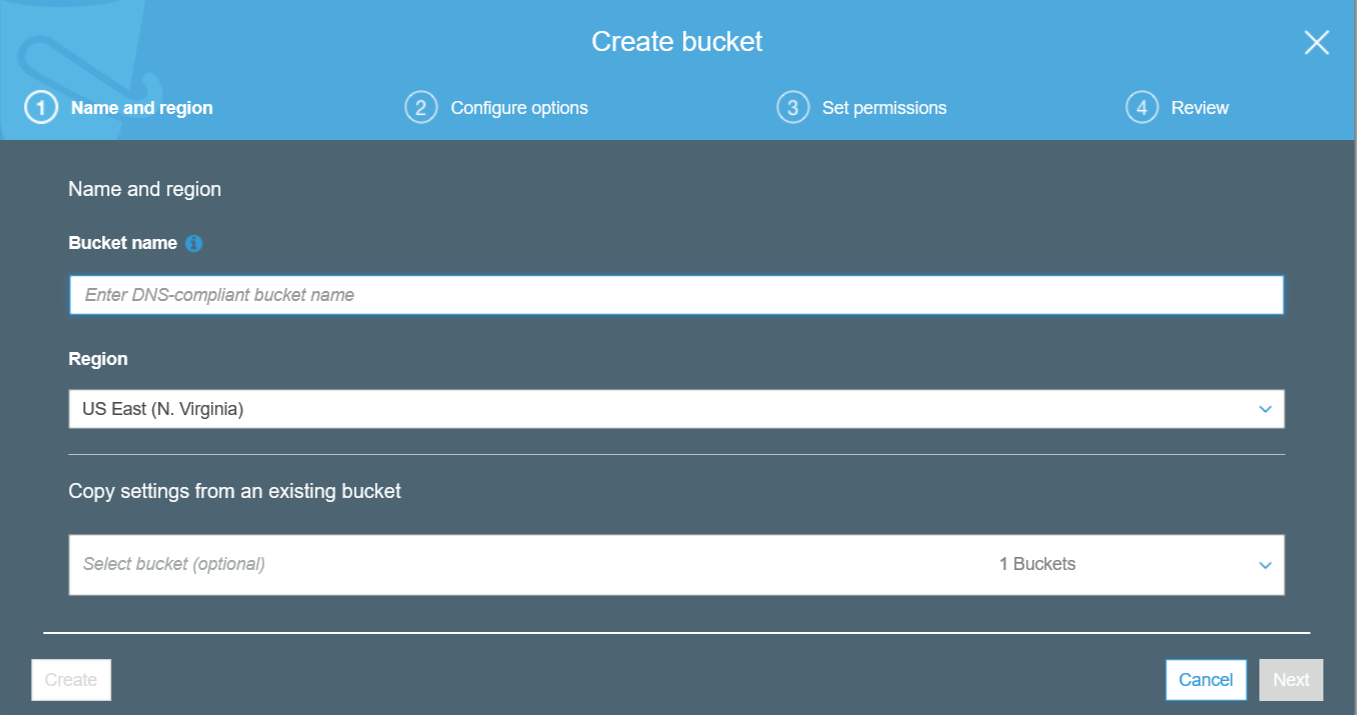 Create bucket
1 Name and region 2 Configure options 3 Set permissions 4 Review
Name and region
Bucket name i
Enter DNS-compliant bucket name
Region
US East (N. Virginia)
Copy settings from an existing bucket
Select bucket (optional) 1 Buckets
Create Cancel Next